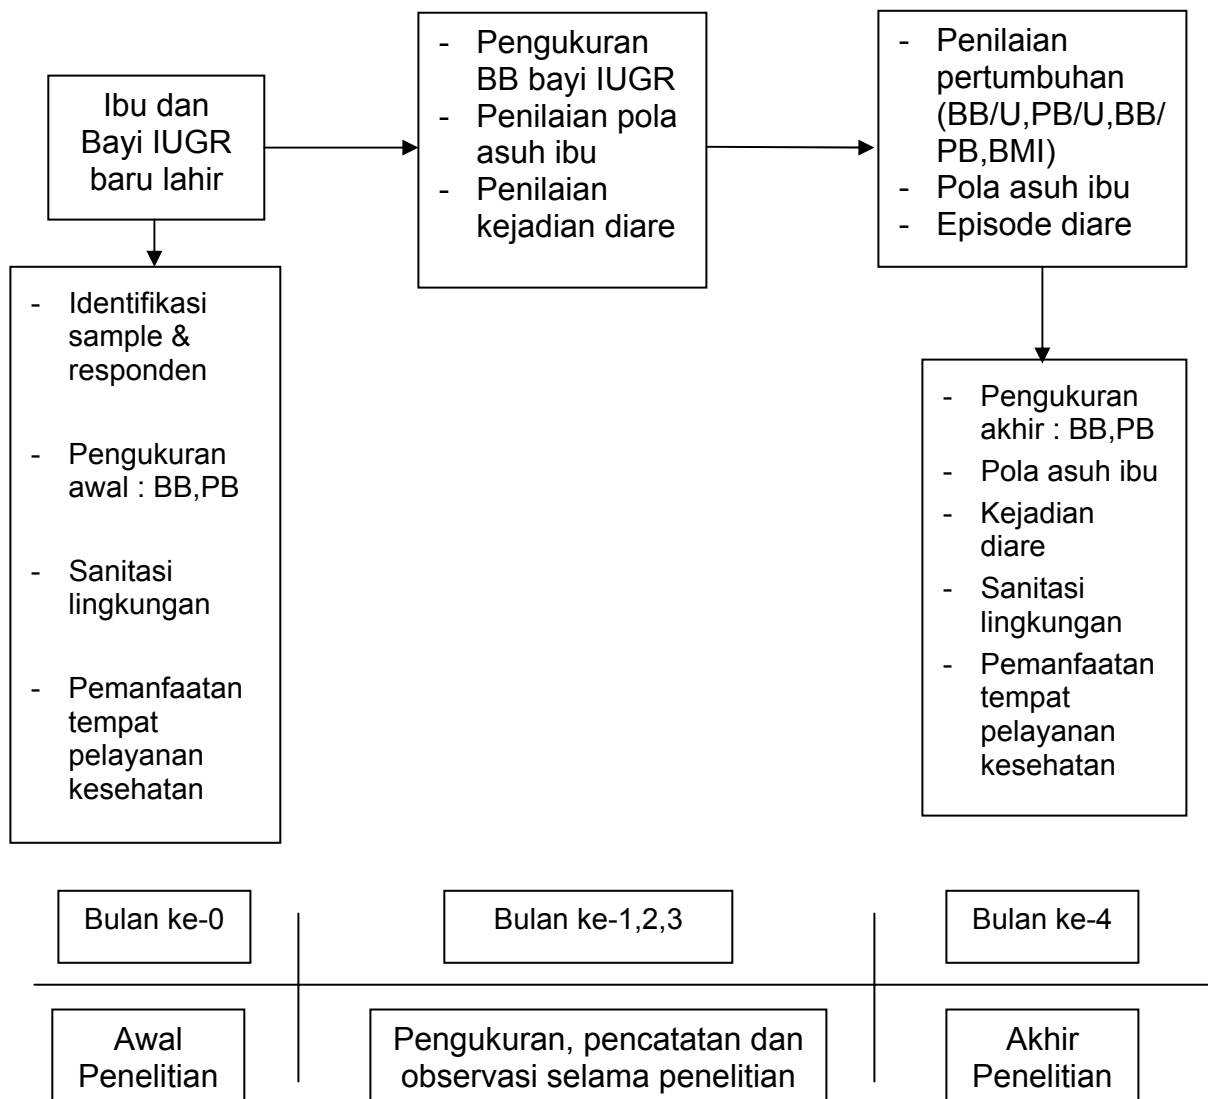 Ibu dan
Bayi IUGR
baru lahir
- Pengukuran
BB bayi IUGR
- Penilaian pola
asuh ibu
- Penilaian
kejadian diare
- Penilaian
pertumbuhan
(BB/U,PB/U,BB/
PB,BMI)
- Pola asuh ibu
- Episode diare
- Identifikasi
sample &
responden
- Pengukuran
awal : BB,PB
- Sanitasi
lingkungan
- Pemanfaatan
tempat
pelayanan
kesehatan
- Pengukuran
akhir : BB,PB
- Pola asuh ibu
- Kejadian
diare
- Sanitasi
lingkungan
- Pemanfaatan
tempat
pelayanan
kesehatan
Bulan ke-0
Bulan ke-1,2,3
Bulan ke-4
Awal
Penelitian
Pengukuran, pencatatan dan
observasi selama penelitian
Akhir
Penelitian